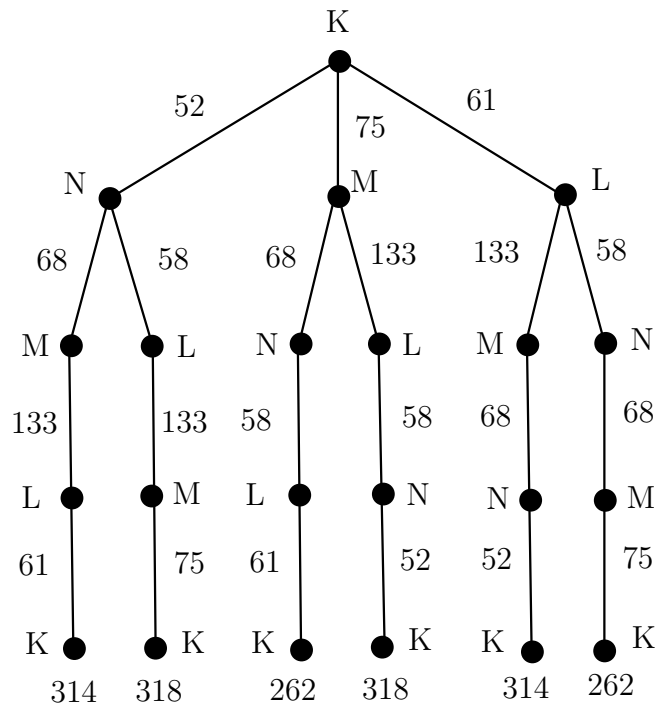 K
52 75 61
N M L
68 58 68 133 133 58
M L N L M N
133 133 58 58 68 68
L M L N N M
61 75 61 52 52 75
K K K K K K
314 318 262 318 314 262